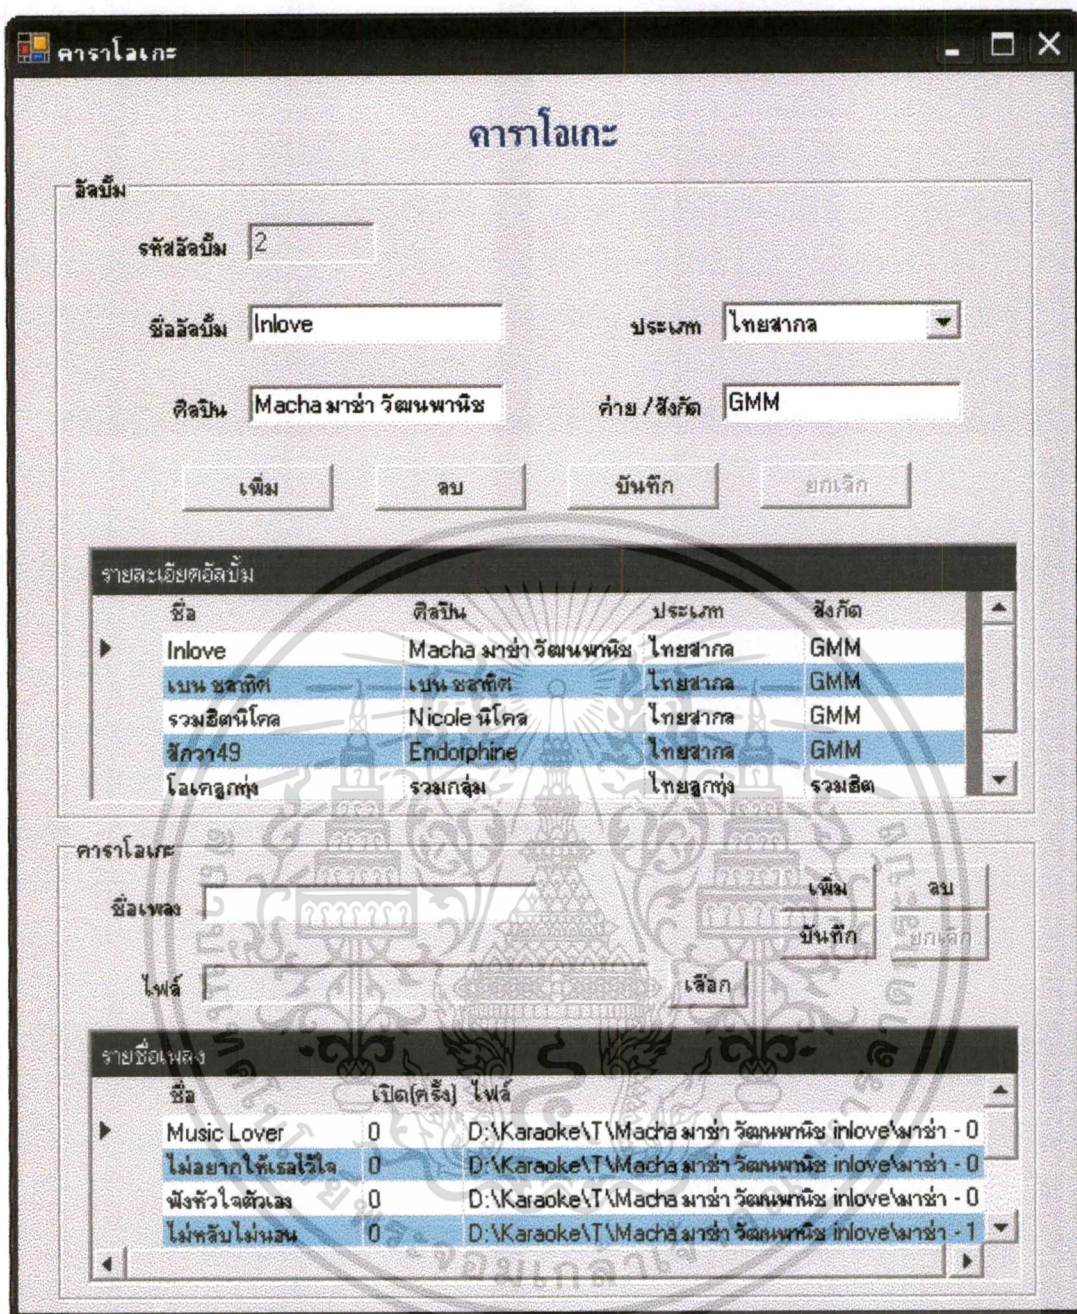 คาราโอเกะ
คาราโอเกะ
อัลบั้ม
รหัสอัลบั้ม 2
ชื่ออัลบั้ม Inlove ประเภท ไทยสากล
ศิลปิน Macha มาช่า วัฒนพานิช ค่าย / สังกัด GMM
เพิ่ม ลบ บันทึก ยกเลิก
รายละเอียดอัลบั้ม
ชื่อ ศิลปิน ประเภท สังกัด
Inlove Macha มาช่า วัฒนพานิช ไทยสากล GMM
เบน ชลาทิศ เบน ชลาทิศ ไทยสากล GMM
รวมฮิตนิโคล Nicole นิโคล ไทยสากล GMM
สักวา49 Endorphine ไทยสากล GMM
โอเคลูกทุ่ง รวมกลุ่ม ไทยลูกทุ่ง รวมฮิต
คาราโอเกะ
ชื่อเพลง เพิ่ม ลบ
บันทึก ยกเลิก
ไฟล์ เลือก
รายชื่อเพลง
ชื่อ เปิด(ครั้ง) ไฟล์
Music Lover 0 D:\Karaoke\T\Macha มาช่า วัฒนพานิช inlove\มาช่า - 0
ไม่อยากให้เธอไว้ใจ 0 D:\Karaoke\T\Macha มาช่า วัฒนพานิช inlove\มาช่า - 0
ฟังหัวใจตัวเอง 0 D:\Karaoke\T\Macha มาช่า วัฒนพานิช inlove\มาช่า - 0
ไม่หลับไม่นอน 0 D:\Karaoke\T\Macha มาช่า วัฒนพานิช inlove\มาช่า - 1